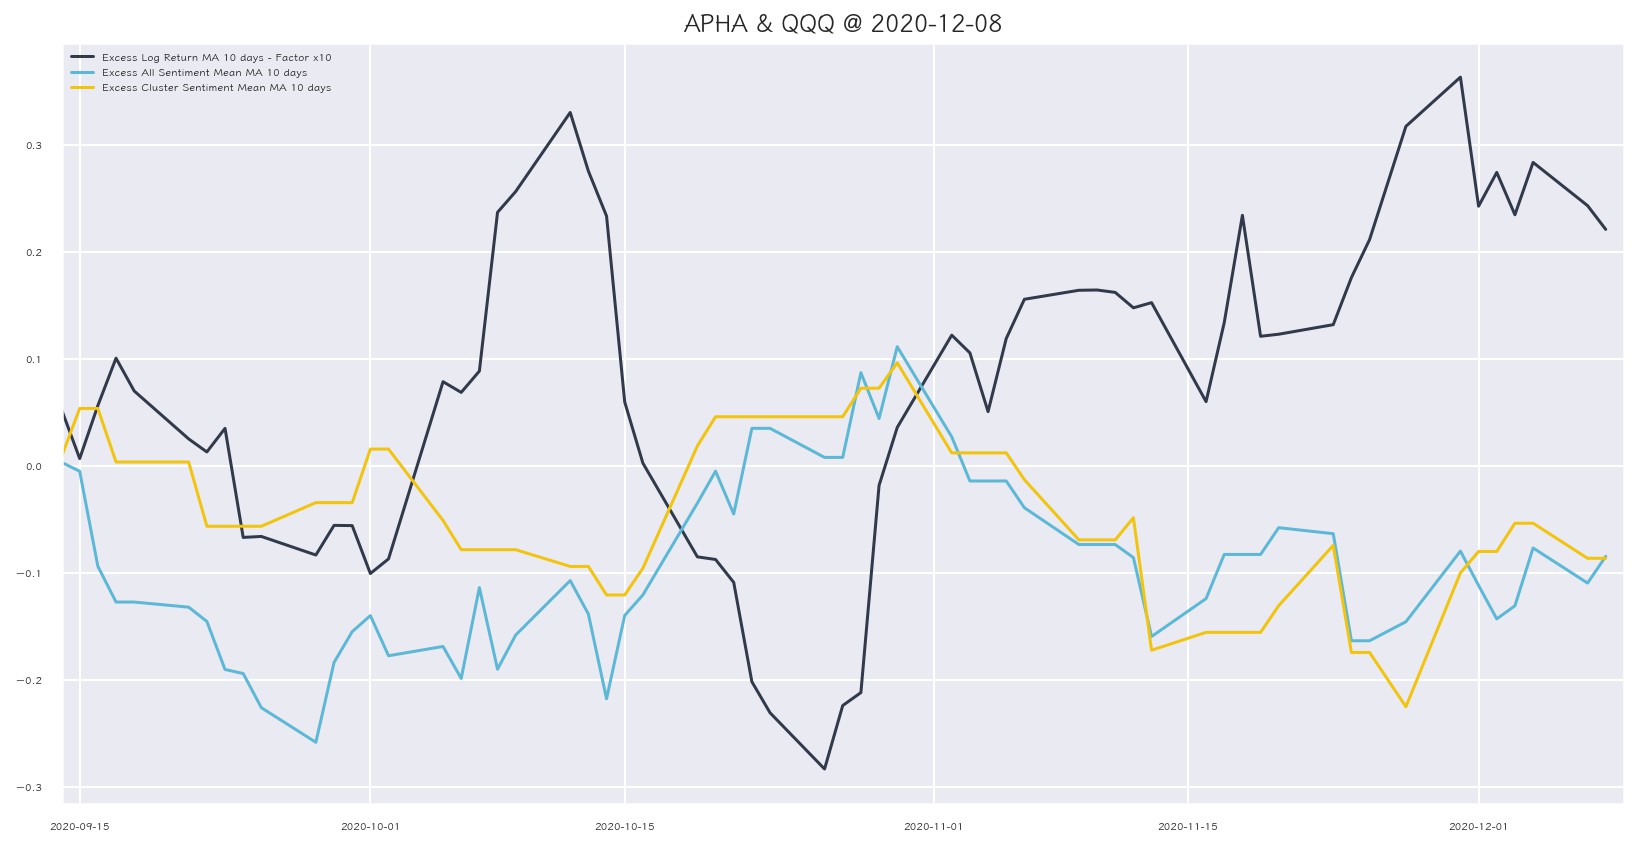 APHA & QQQ @ 2020-12-08
Excess Log Return MA 10 days - Factor x10
Excess All Sentiment Mean MA 10 days
Excess Cluster Sentiment Mean MA 10 days
0.3
0.2
0.1
0.0
−0.1
−0.2
−0.3
2020-09-15 2020-10-01 2020-10-15 2020-11-01 2020-11-15 2020-12-01